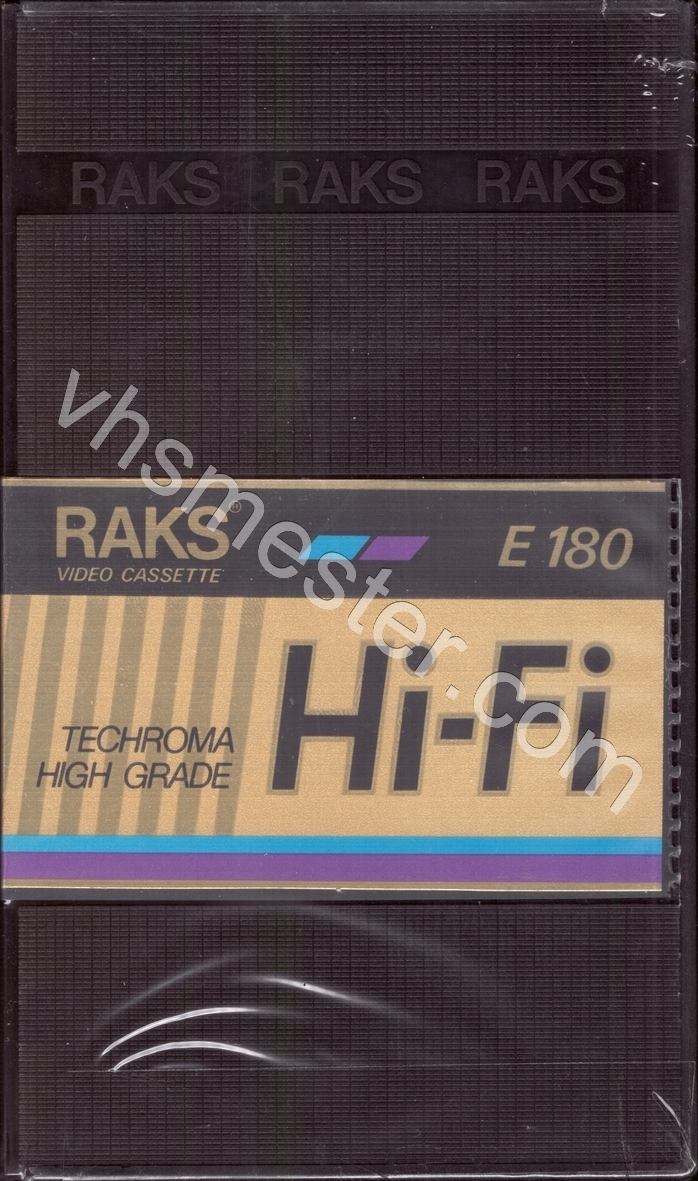 RAKS RAKS RAKS
RAKS®
VIDEO CASSETTE
E 180
Hi-Fi
TECHROMA
HIGH GRADE
vhsmester.com